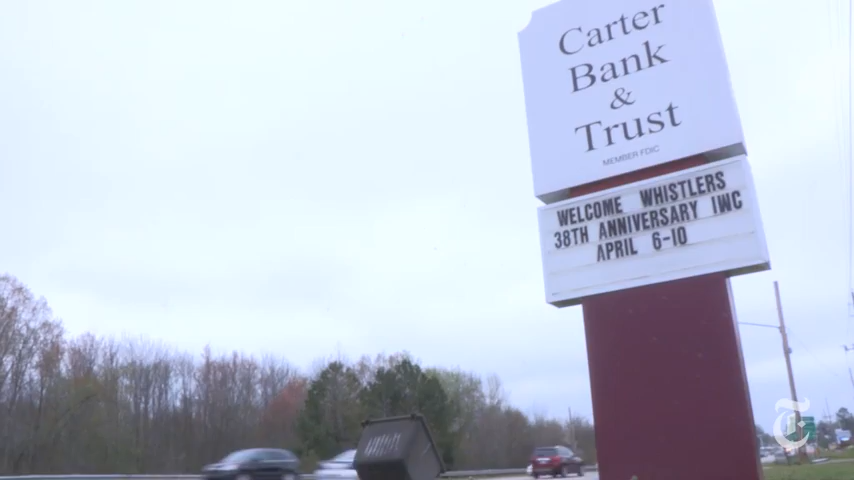 Carter
Bank
&
Trust
MEMBER FDIC
WELCOME WHISTLERS
38TH ANNIVERSARY IWC
APRIL 6-10
T